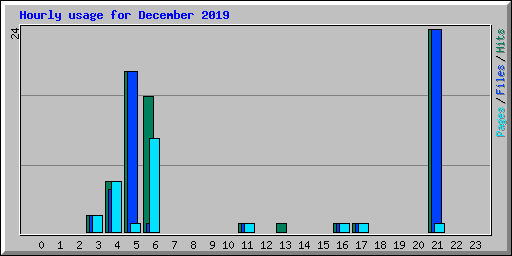 Hourly usage for December 2019
24
Pages/Files/Hits
0 1 2 3 4 5 6 7 8 9 10 11 12 13 14 15 16 17 18 19 20 21 22 23